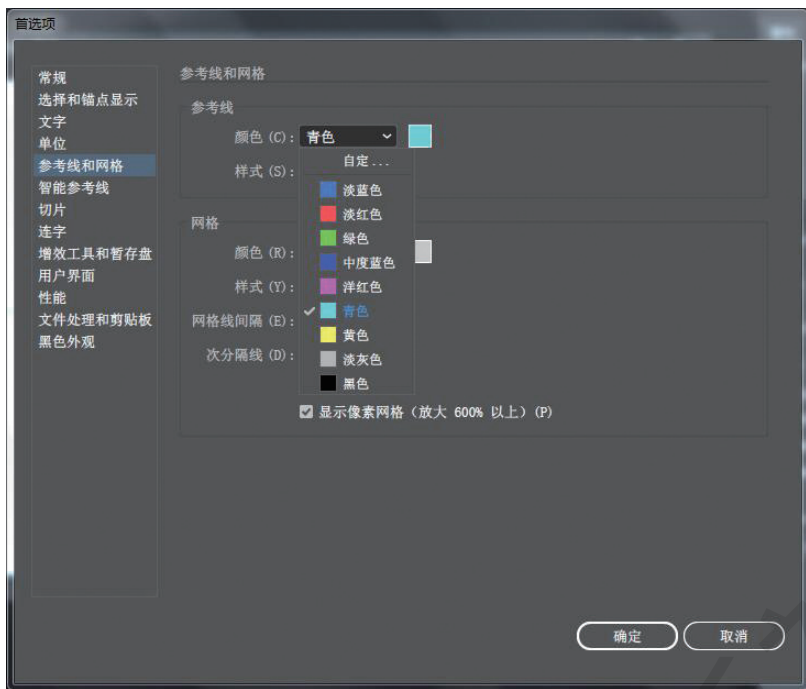 首选项
常规
选择和锚点显示
文字
单位
参考线和网格
智能参考线
切片
连字
增效工具和暂存盘
用户界面
性能
文件处理和剪贴板
黑色外观
参考线和网格
参考线
颜色 (C): 青色
样式 (S):
自定...
淡蓝色
淡红色
绿色
中度蓝色
洋红色
青色
黄色
淡灰色
黑色
网格
颜色 (R):
样式 (Y):
网格线间隔 (E):
次分隔线 (D):
显示像素网格（放大 600% 以上）(P)
确定
取消